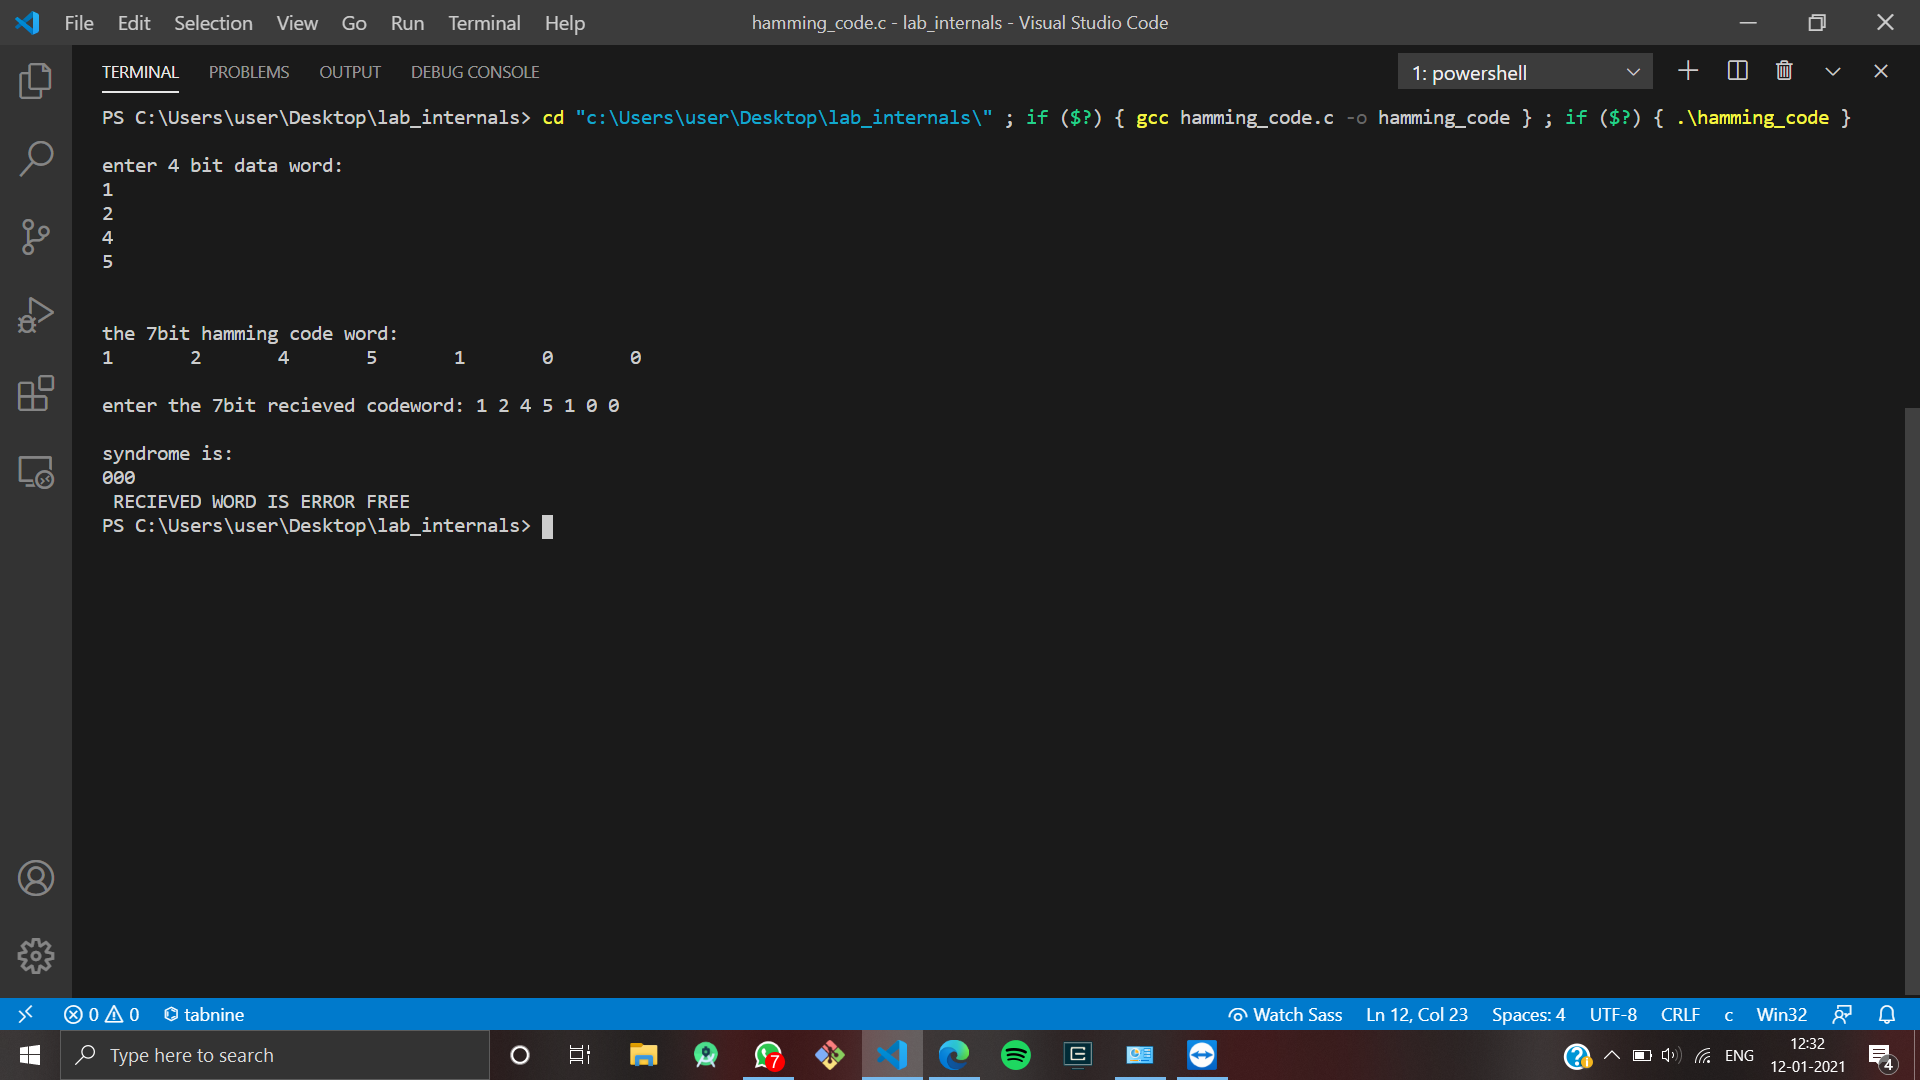 File Edit Selection View Go Run Terminal Help
hamming_code.c - lab_internals - Visual Studio Code
TERMINAL PROBLEMS OUTPUT DEBUG CONSOLE
1: powershell
PS C:\Users\user\Desktop\lab_internals> cd "c:\Users\user\Desktop\lab_internals\" ; if ($?) { gcc hamming_code.c -o hamming_code } ; if ($?) { .\hamming_code }
enter 4 bit data word:
1
2
4
5
the 7bit hamming code word:
1 2 4 5 1 0 0
enter the 7bit recieved codeword: 1 2 4 5 1 0 0
syndrome is:
000
RECIEVED WORD IS ERROR FREE
PS C:\Users\user\Desktop\lab_internals>
0 0 tabnine
Watch Sass Ln 12, Col 23 Spaces: 4 UTF-8 CRLF c Win32
Type here to search
7
ENG
12:32
12-01-2021
4